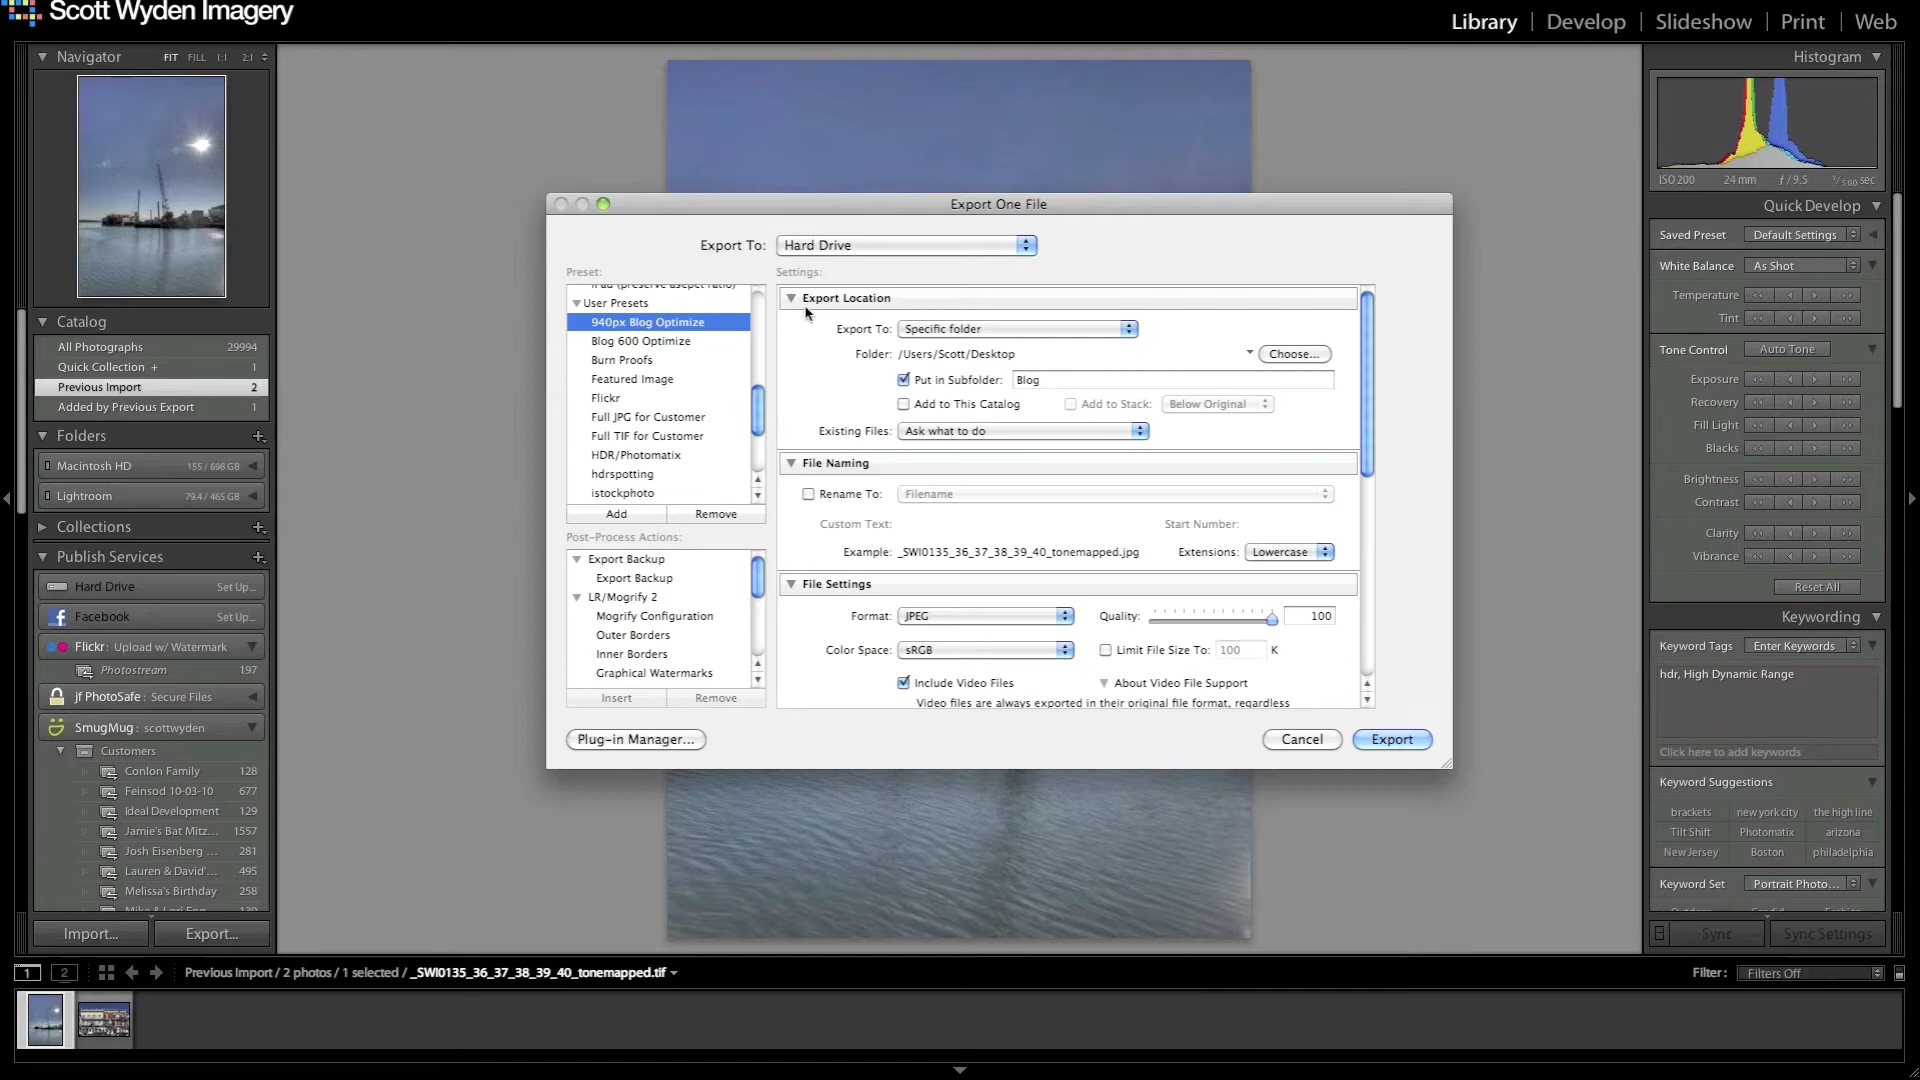 Scott Wyden Imagery
Library | Develop | Slideshow | Print | Web
Navigator FIT FILL 1:1 2:1
Catalog
All Photographs 29994
Quick Collection + 1
Previous Import 2
Added by Previous Export 1
Folders
Macintosh HD 155 / 698 GB
Lightroom 79.4 / 465 GB
Collections
Publish Services
Hard Drive Set Up...
Facebook Set Up...
Flickr: Upload w/ Watermark
Photostream 197
jf PhotoSafe: Secure Files
SmugMug: scottwyden
Customers
Conlon Family 128
Feinsod 10-03-10 677
Ideal Development 129
Jamie's Bat Mitz... 1557
Josh Eisenberg ... 281
Lauren & David'... 495
Melissa's Birthday 258
Mike & Lori Eng... 139
Import... Export...
Export One File
Export To: Hard Drive
Preset:
iPad (preserve asepct ratio)
User Presets
940px Blog Optimize
Blog 600 Optimize
Burn Proofs
Featured Image
Flickr
Full JPG for Customer
Full TIF for Customer
HDR/Photomatix
hdrspotting
istockphoto
Add Remove
Post-Process Actions:
Export Backup
Export Backup
LR/Mogrify 2
Mogrify Configuration
Outer Borders
Inner Borders
Graphical Watermarks
Insert Remove
Plug-in Manager...
Settings:
Export Location
Export To: Specific folder
Folder: /Users/Scott/Desktop Choose...
Put in Subfolder: Blog
Add to This Catalog Add to Stack: Below Original
Existing Files: Ask what to do
File Naming
Rename To: Filename
Custom Text: Start Number:
Example: _SWI0135_36_37_38_39_40_tonemapped.jpg Extensions: Lowercase
File Settings
Format: JPEG Quality: 100
Color Space: sRGB Limit File Size To: 100 K
Include Video Files About Video File Support
Video files are always exported in their original file format, regardless
Cancel Export
Histogram
ISO 200 24 mm ƒ / 9.5 1/500 sec
Quick Develop
Saved Preset Default Settings
White Balance As Shot
Temperature
Tint
Tone Control Auto Tone
Exposure
Recovery
Fill Light
Blacks
Brightness
Contrast
Clarity
Vibrance
Reset All
Keywording
Keyword Tags Enter Keywords
hdr, High Dynamic Range
Click here to add keywords
Keyword Suggestions
brackets new york city the high line
Tilt Shift Photomatix arizona
New Jersey Boston philadelphia
Keyword Set Portrait Photo...
Outdoor Candid Fashion
Sync Sync Settings
1 2 Previous Import / 2 photos / 1 selected / _SWI0135_36_37_38_39_40_tonemapped.tif
Filter: Filters Off